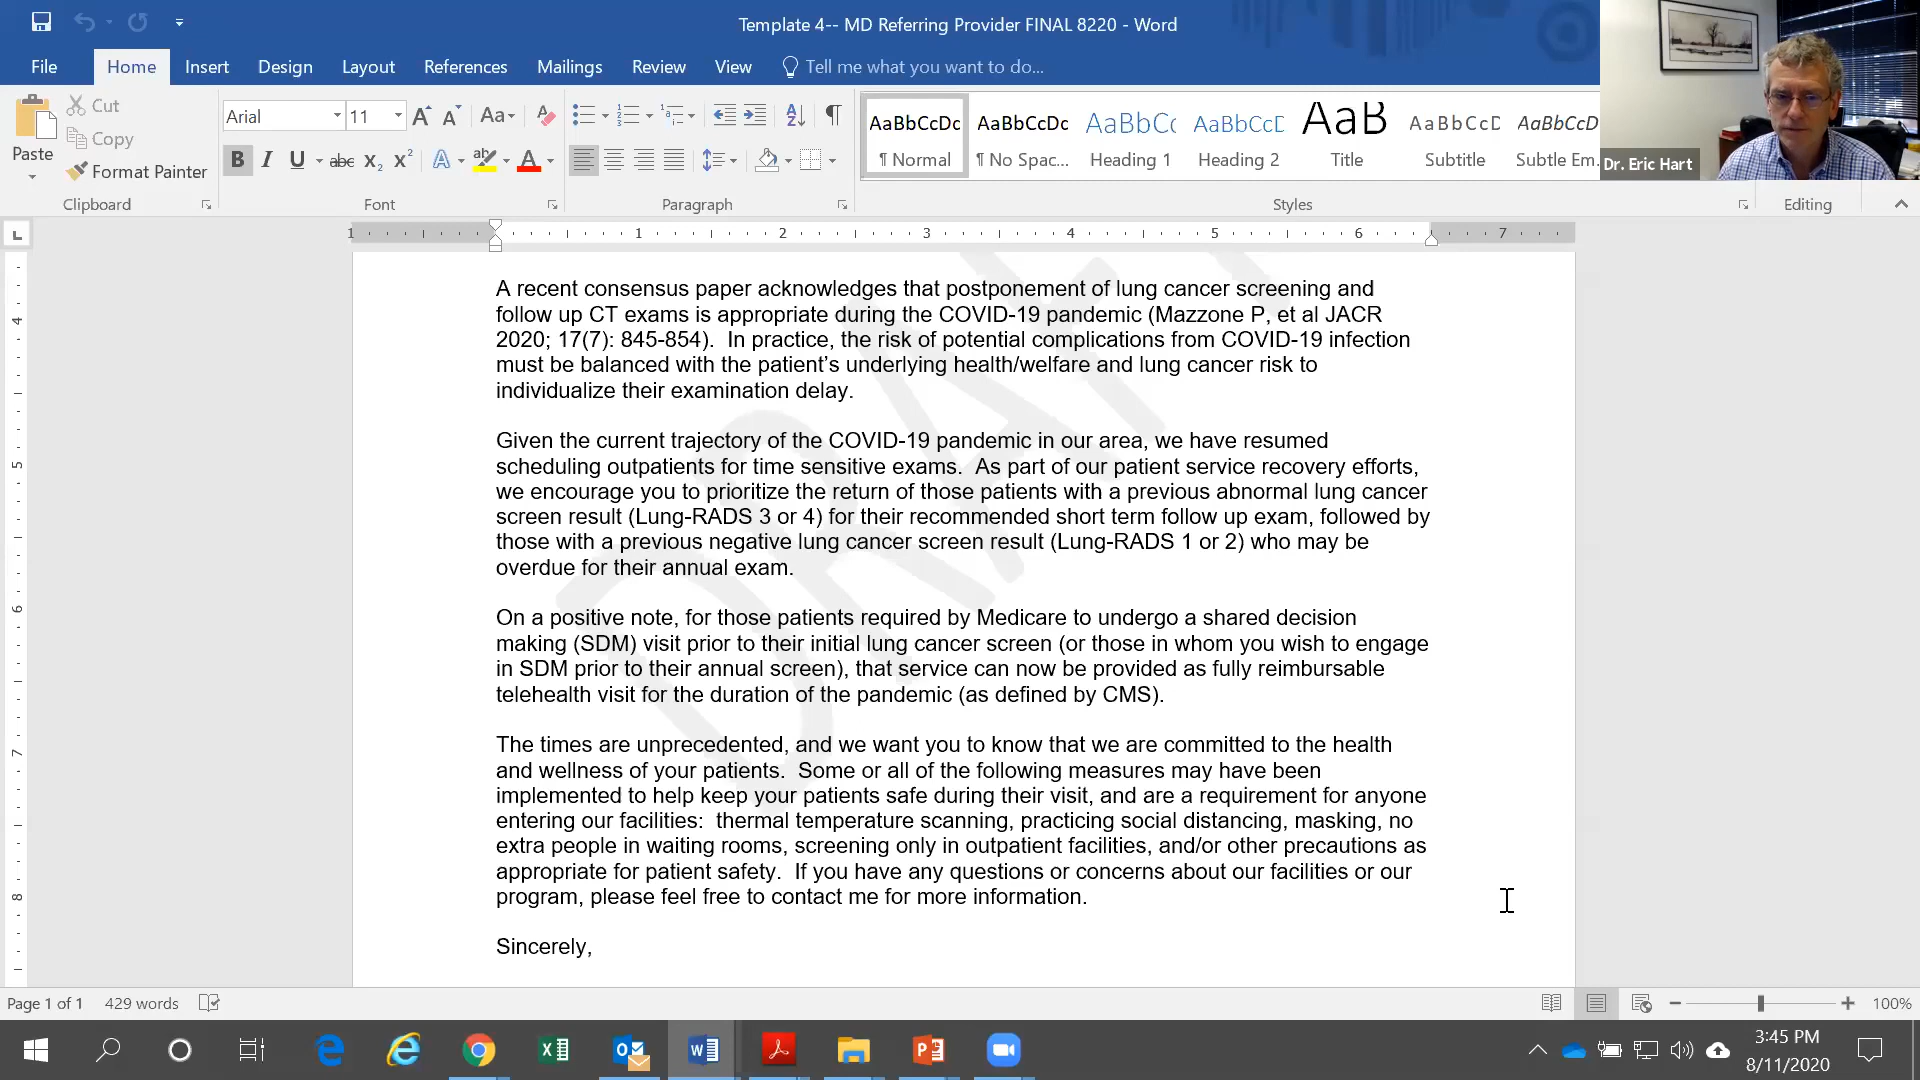 Template 4-- MD Referring Provider FINAL 8220 - Word
File Home Insert Design Layout References Mailings Review View Tell me what you want to do...
Cut
Copy
Paste
Format Painter
Clipboard
Arial 11
Font
Paragraph
AaBbCcDc AaBbCcDc AaBbCc AaBbCcD AaB AaBbCcD AaBbCcD
¶ Normal ¶ No Spac... Heading 1 Heading 2 Title Subtitle Subtle Em...
Styles
Editing
Dr. Eric Hart
1 1 2 3 4 5 6 7
4
5
6
7
8
DRAFT
A recent consensus paper acknowledges that postponement of lung cancer screening and
follow up CT exams is appropriate during the COVID-19 pandemic (Mazzone P, et al JACR
2020; 17(7): 845-854).  In practice, the risk of potential complications from COVID-19 infection
must be balanced with the patient's underlying health/welfare and lung cancer risk to
individualize their examination delay.
Given the current trajectory of the COVID-19 pandemic in our area, we have resumed
scheduling outpatients for time sensitive exams.  As part of our patient service recovery efforts,
we encourage you to prioritize the return of those patients with a previous abnormal lung cancer
screen result (Lung-RADS 3 or 4) for their recommended short term follow up exam, followed by
those with a previous negative lung cancer screen result (Lung-RADS 1 or 2) who may be
overdue for their annual exam.
On a positive note, for those patients required by Medicare to undergo a shared decision
making (SDM) visit prior to their initial lung cancer screen (or those in whom you wish to engage
in SDM prior to their annual screen), that service can now be provided as fully reimbursable
telehealth visit for the duration of the pandemic (as defined by CMS).
The times are unprecedented, and we want you to know that we are committed to the health
and wellness of your patients.  Some or all of the following measures may have been
implemented to help keep your patients safe during their visit, and are a requirement for anyone
entering our facilities:  thermal temperature scanning, practicing social distancing, masking, no
extra people in waiting rooms, screening only in outpatient facilities, and/or other precautions as
appropriate for patient safety.  If you have any questions or concerns about our facilities or our
program, please feel free to contact me for more information.
Sincerely,
Page 1 of 1 429 words
100%
3:45 PM
8/11/2020